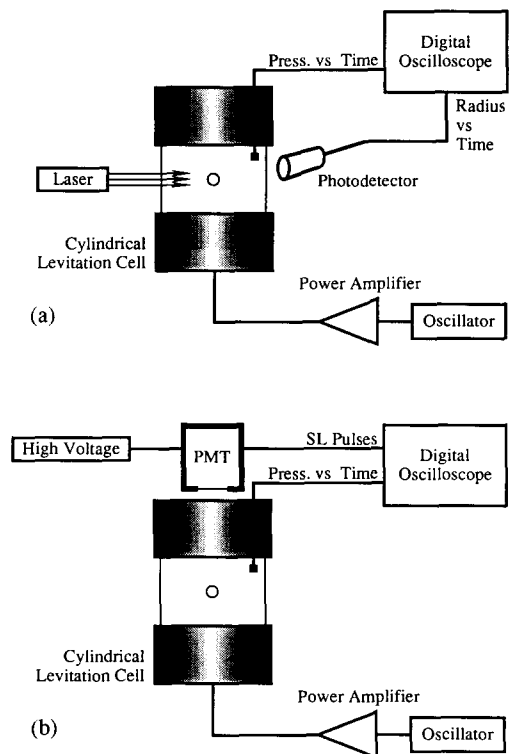 Digital
Oscilloscope
Press. vs Time
Radius
vs
Time
Laser
Photodetector
Cylindrical
Levitation Cell
Power Amplifier
Oscillator
(a)
High Voltage
PMT
SL Pulses
Press. vs Time
Digital
Oscilloscope
Cylindrical
Levitation Cell
Power Amplifier
Oscillator
(b)